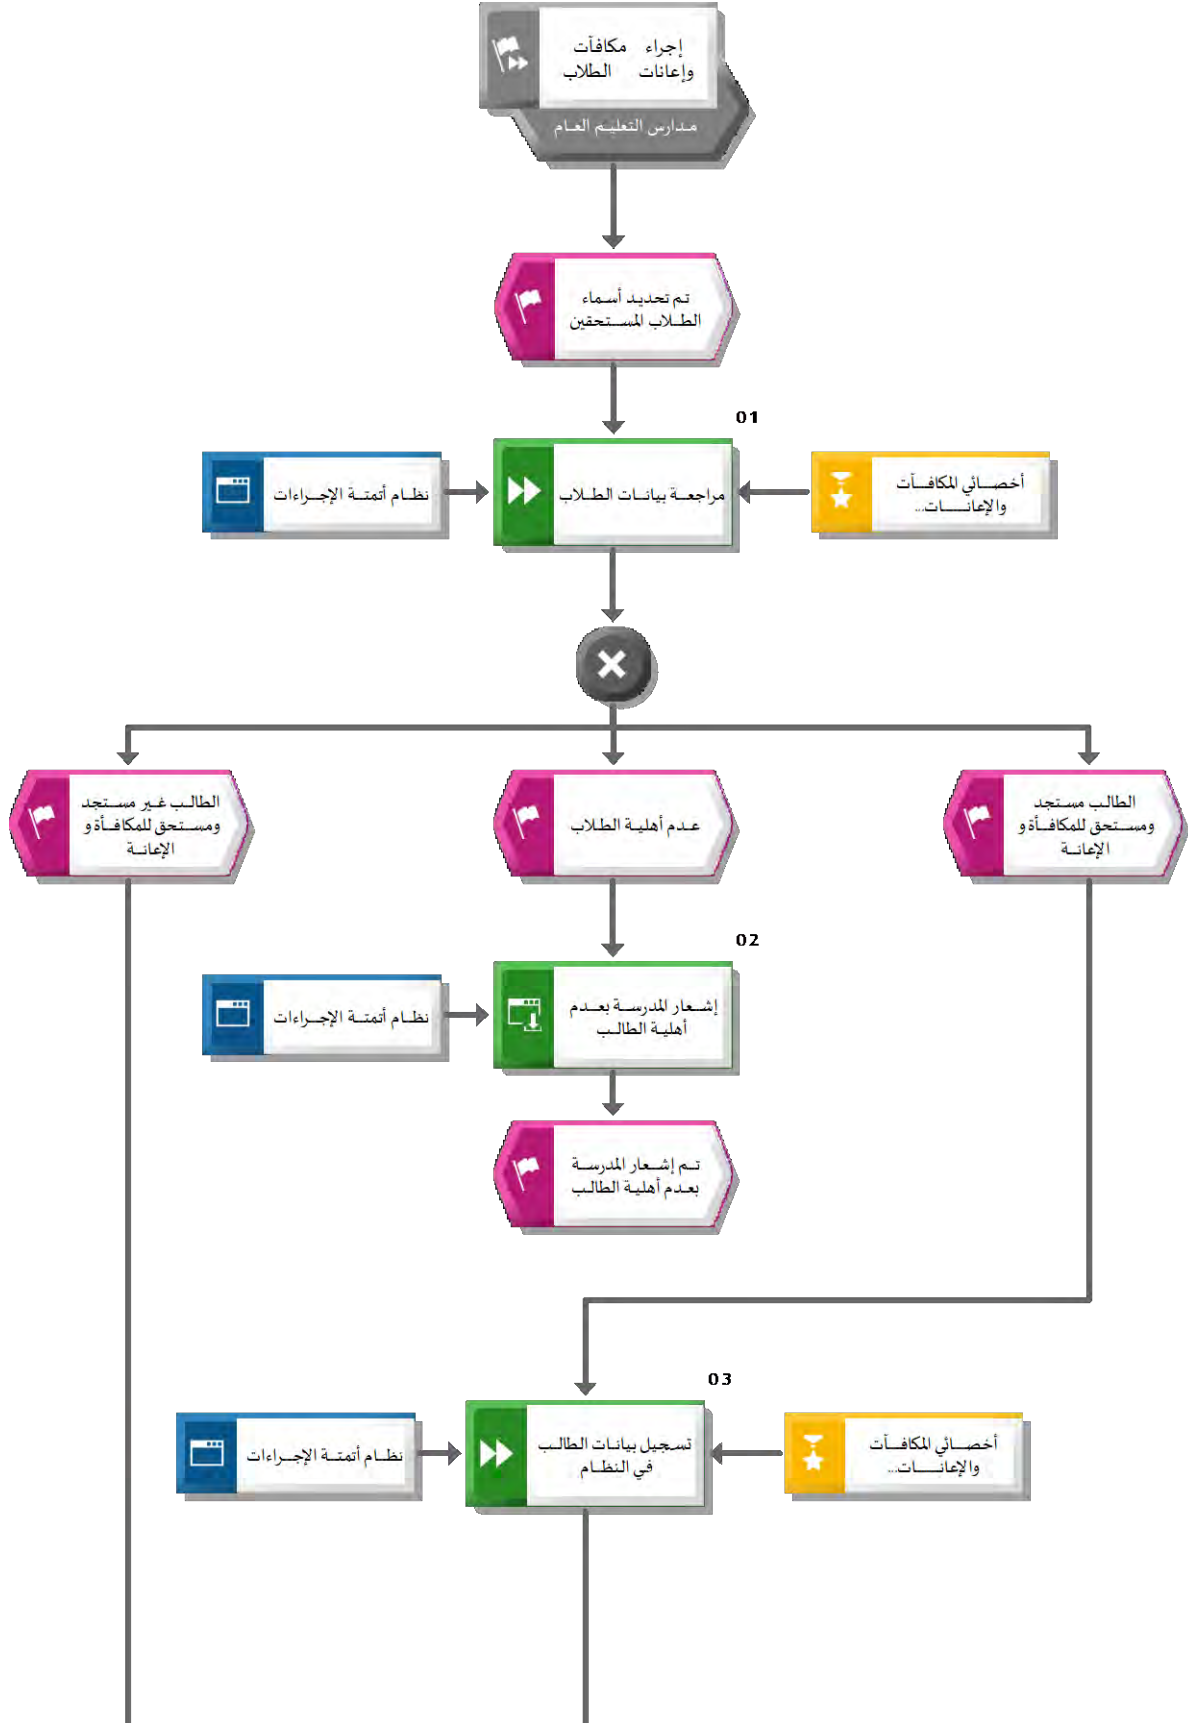 إجراء مكافآت
وإعانات الطلاب
مدارس التعليم العام
تم تحديد أسماء
الطلاب المستحقين
01
أخصائي المكافآت
والإعانات...
مراجعة بيانات الطلاب
نظام أتمتة الإجراءات
الطالب مستجد
ومستحق للمكافأة و
الإعانة
عدم أهلية الطلاب
الطالب غير مستجد
ومستحق للمكافأة و
الإعانة
02
إشعار المدرسة بعدم
أهلية الطالب
نظام أتمتة الإجراءات
تم إشعار المدرسة
بعدم أهلية الطالب
03
أخصائي المكافآت
والإعانات...
تسجيل بيانات الطالب
في النظام
نظام أتمتة الإجراءات